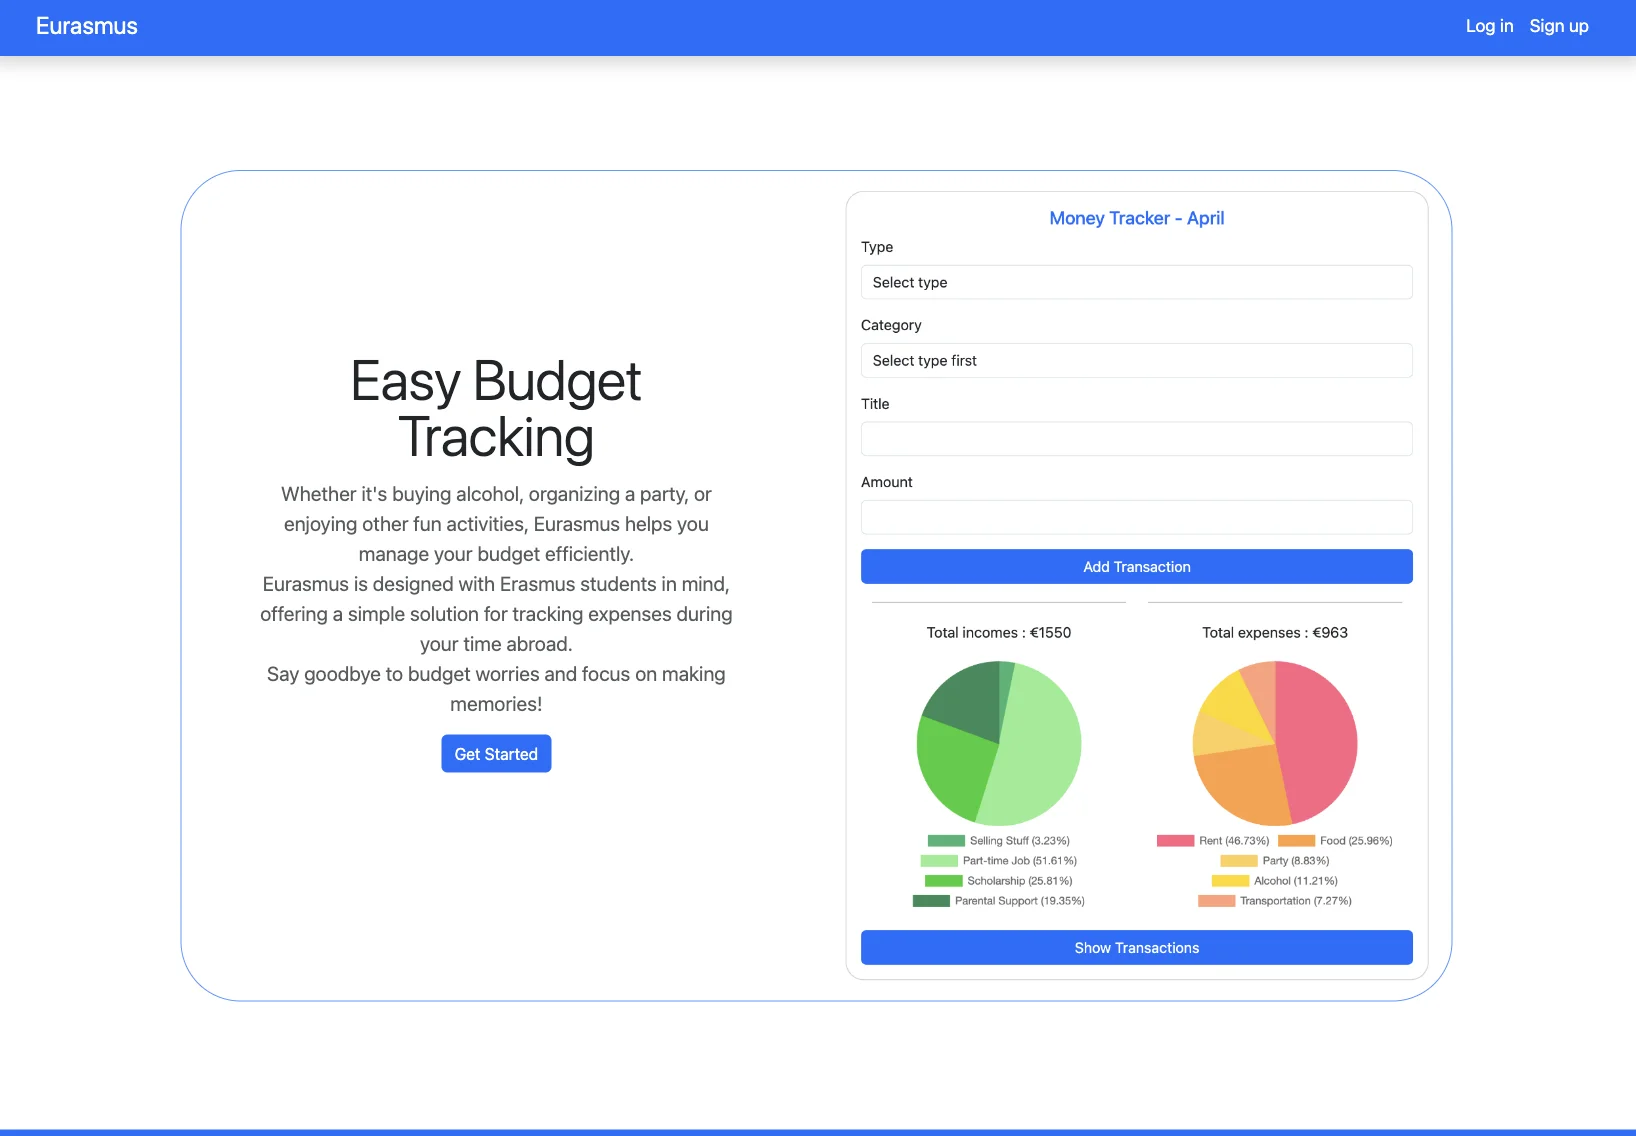 Eurasmus
Log in
Sign up
Easy Budget
Tracking
Whether it's buying alcohol, organizing a party, or
enjoying other fun activities, Eurasmus helps you
manage your budget efficiently.
Eurasmus is designed with Erasmus students in mind,
offering a simple solution for tracking expenses during
your time abroad.
Say goodbye to budget worries and focus on making
memories!
Get Started
Money Tracker - April
Type
Select type
Category
Select type first
Title
Amount
Add Transaction
Total incomes : €1550
Selling Stuff (3.23%)
Part-time Job (51.61%)
Scholarship (25.81%)
Parental Support (19.35%)
Total expenses : €963
Rent (46.73%)
Food (25.96%)
Party (8.83%)
Alcohol (11.21%)
Transportation (7.27%)
Show Transactions